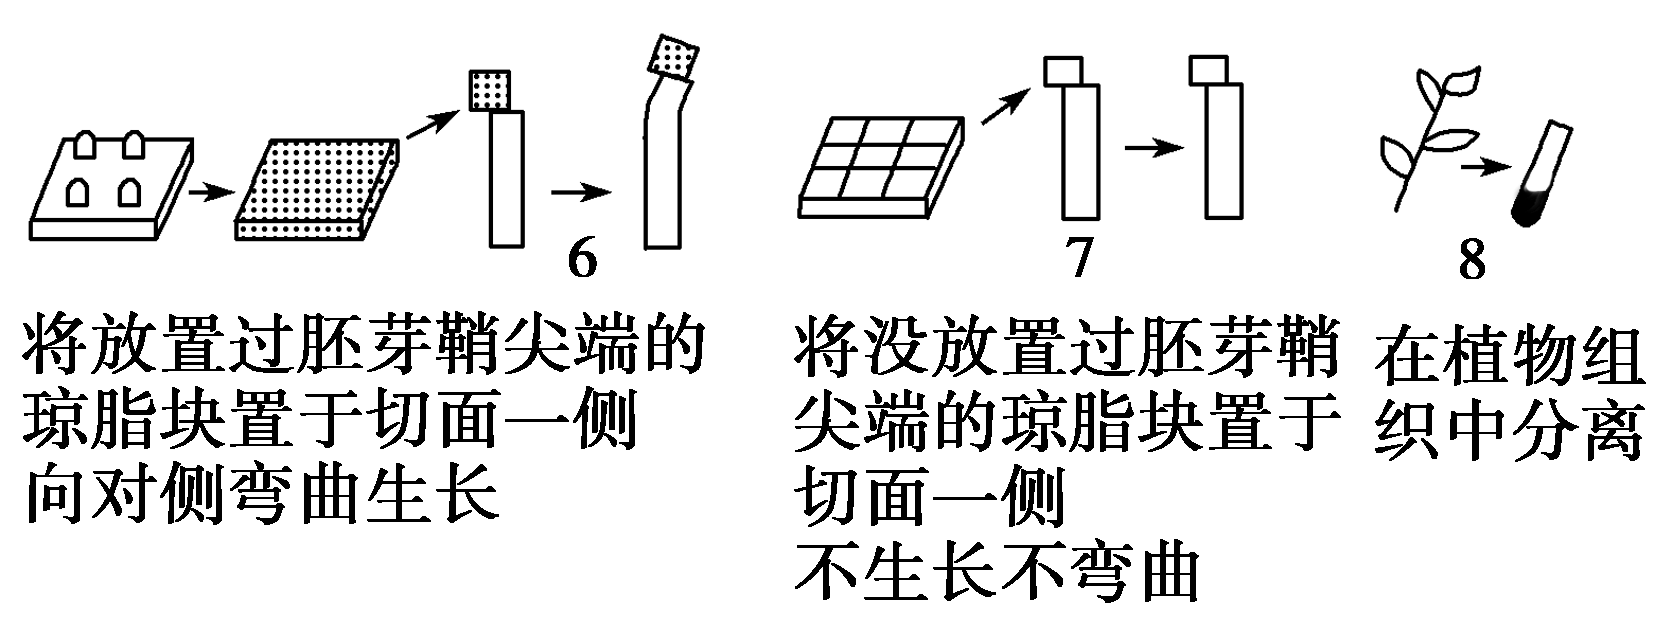 6
将放置过胚芽鞘尖端的
琼脂块置于切面一侧
向对侧弯曲生长
7
将没放置过胚芽鞘
尖端的琼脂块置于
切面一侧
不生长不弯曲
8
在植物组
织中分离